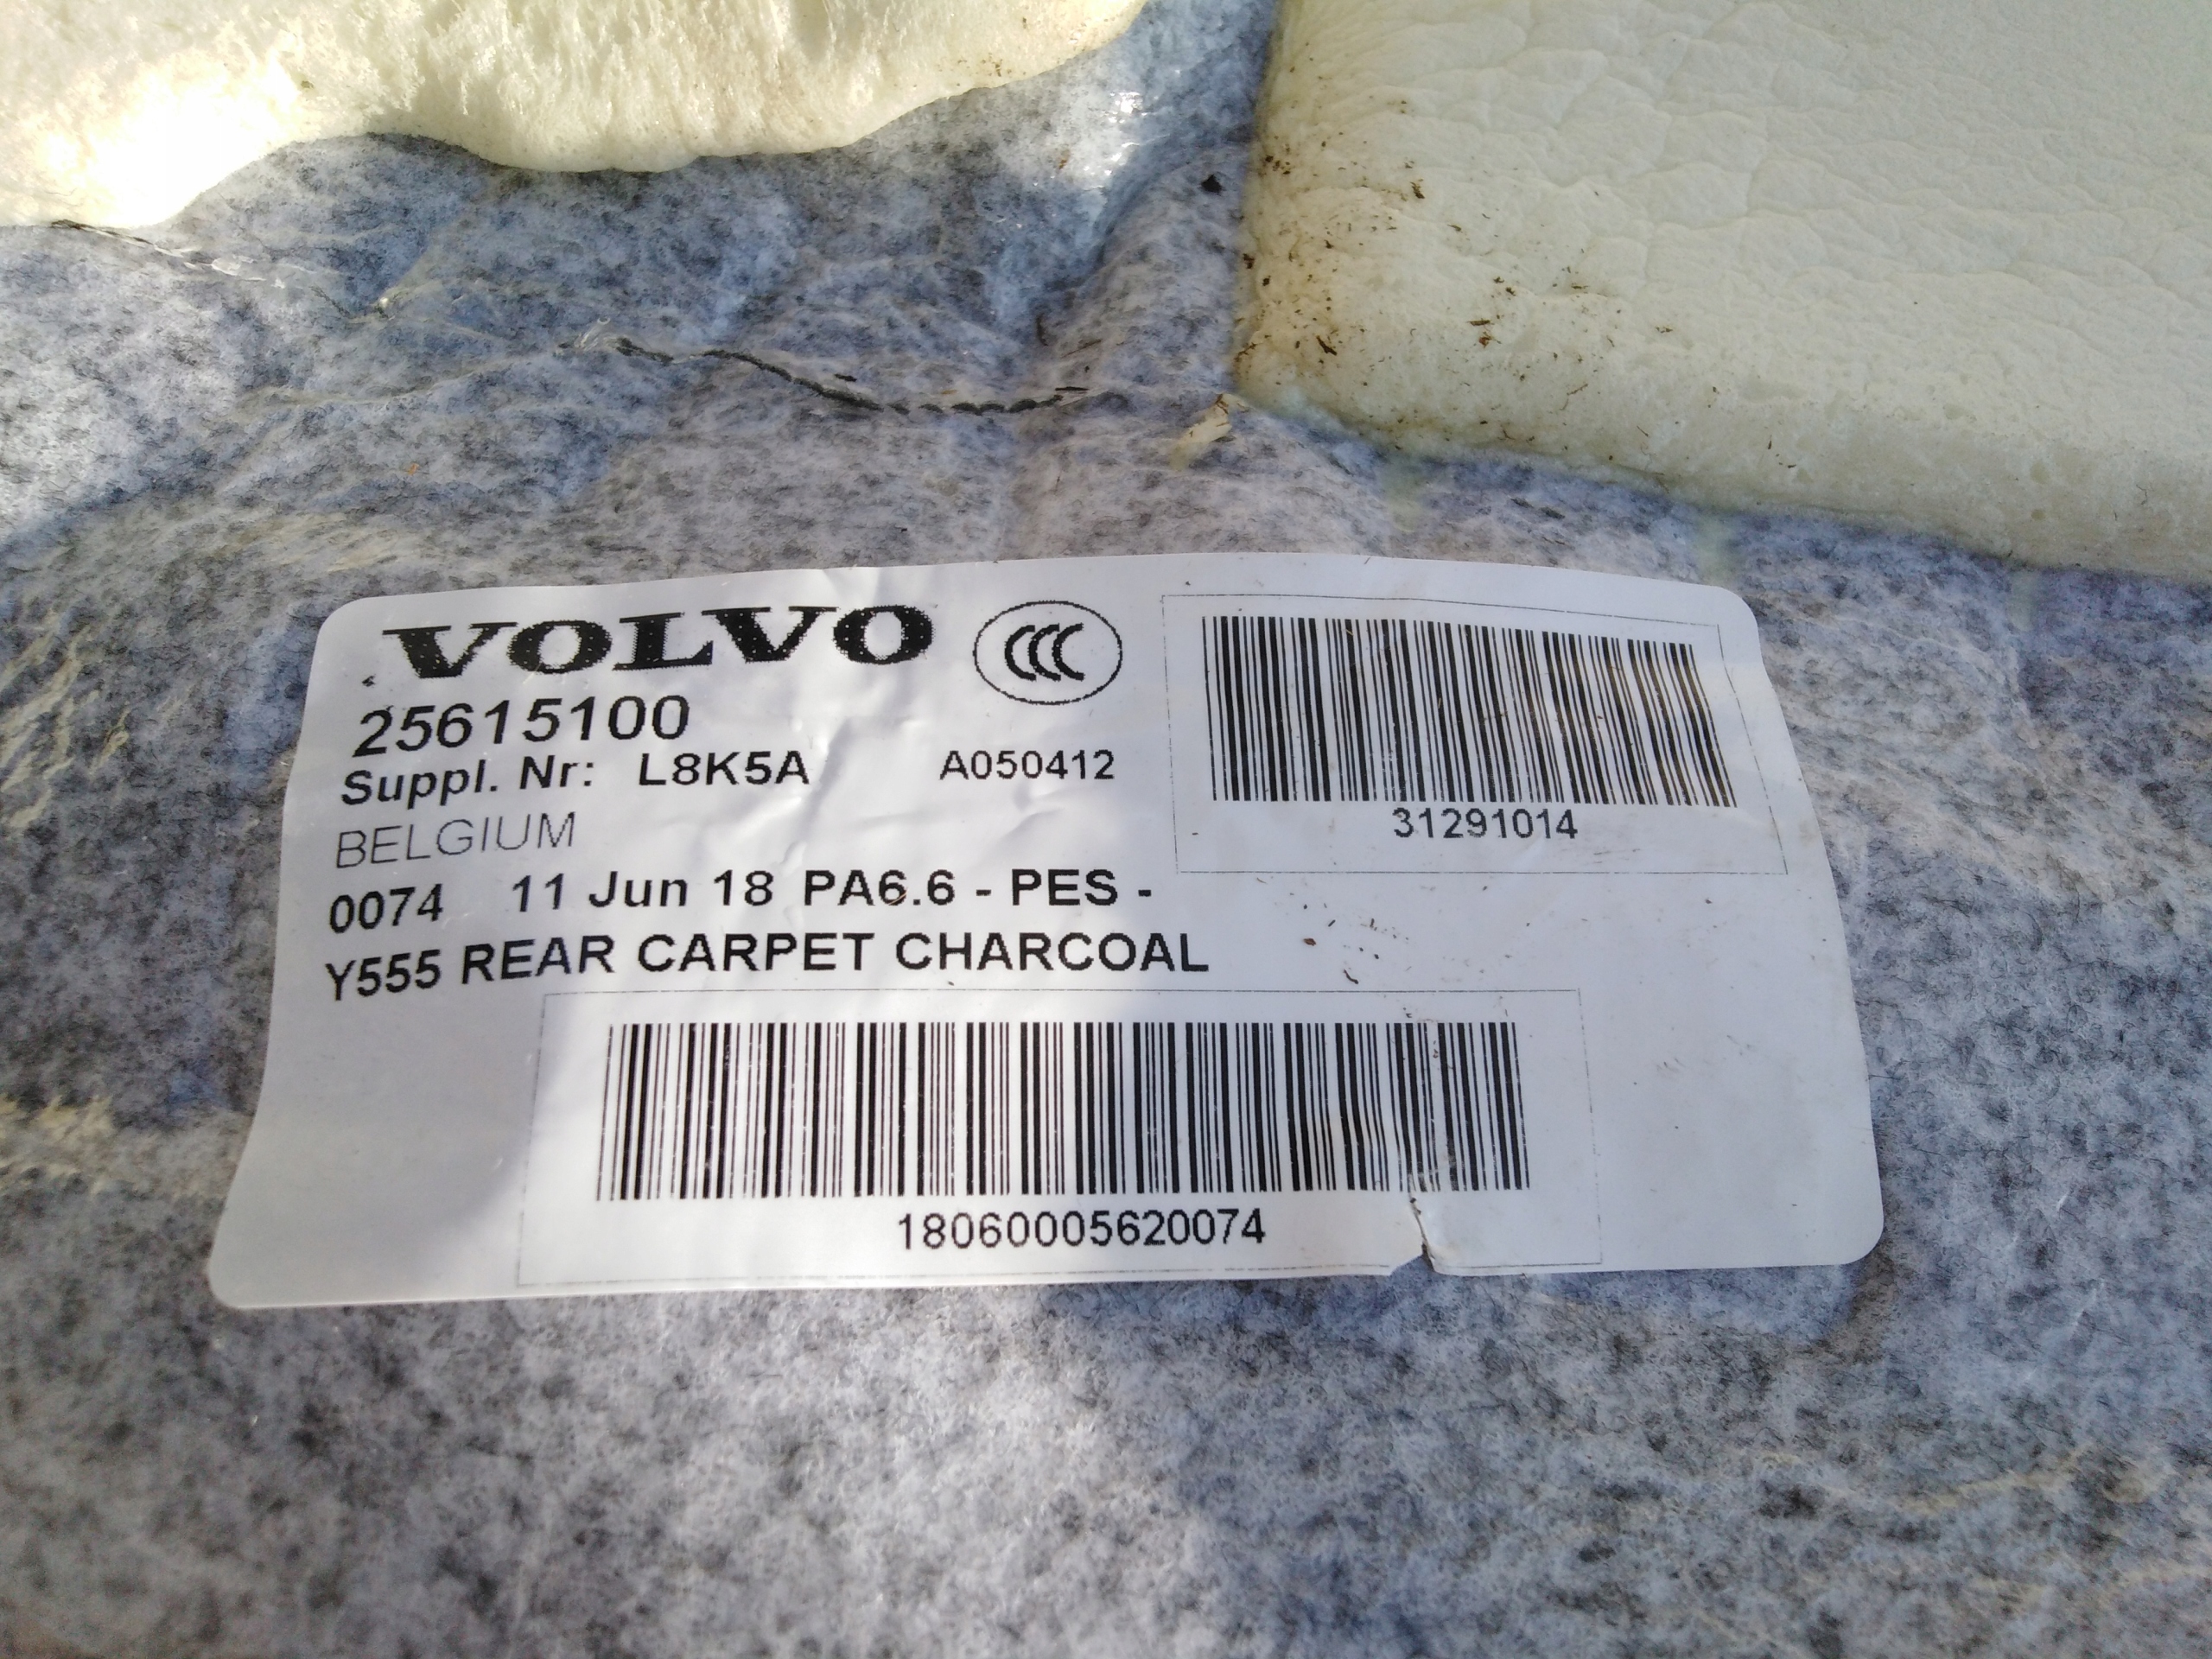 VOLVO CCC
25615100
Suppl. Nr: L8K5A A050412
31291014
BELGIUM
0074 11 Jun 18 PA6.6 - PES -
Y555 REAR CARPET CHARCOAL
18060005620074